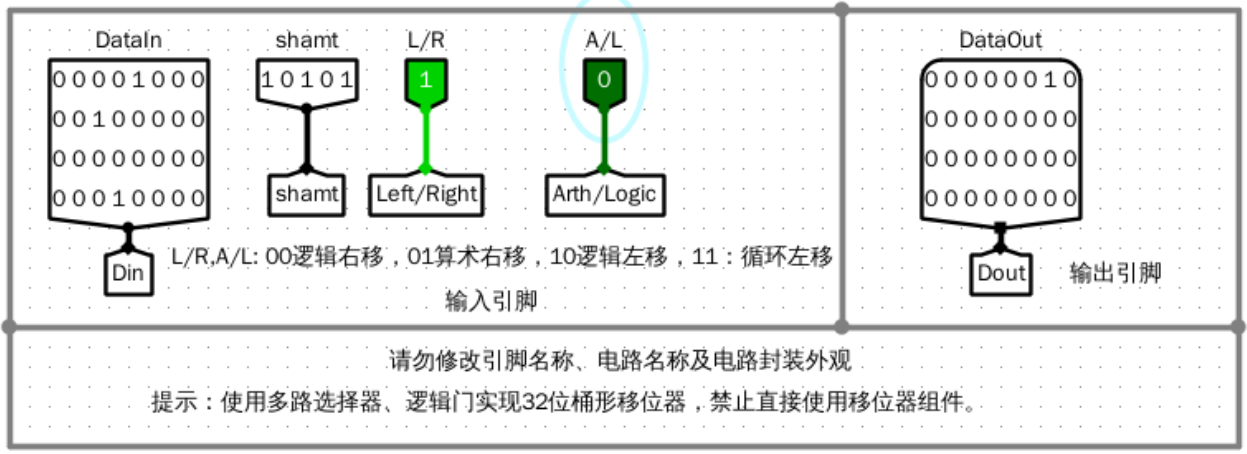 DataIn shamt L/R A/L DataOut
00001000 10101 1 0 00000010
00100000 00000000
00000000 00000000
00010000 shamt Left/Right Arth/Logic 00000000
L/R,A/L: 00逻辑右移，01算术右移，10逻辑左移，11：循环左移
Din Dout 输出引脚
输入引脚
请勿修改引脚名称、电路名称及电路封装外观
提示：使用多路选择器、逻辑门实现32位桶形移位器，禁止直接使用移位器组件。